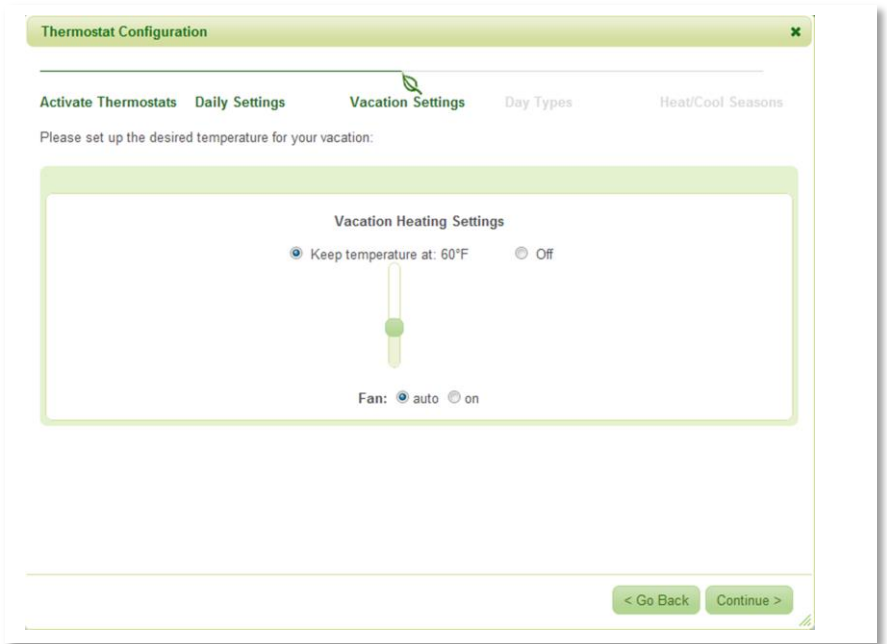 Thermostat Configuration
Activate Thermostats Daily Settings Vacation Settings Day Types Heat/Cool Seasons
Please set up the desired temperature for your vacation:
Vacation Heating Settings
Keep temperature at: 60°F Off
Fan: auto on
< Go Back Continue >